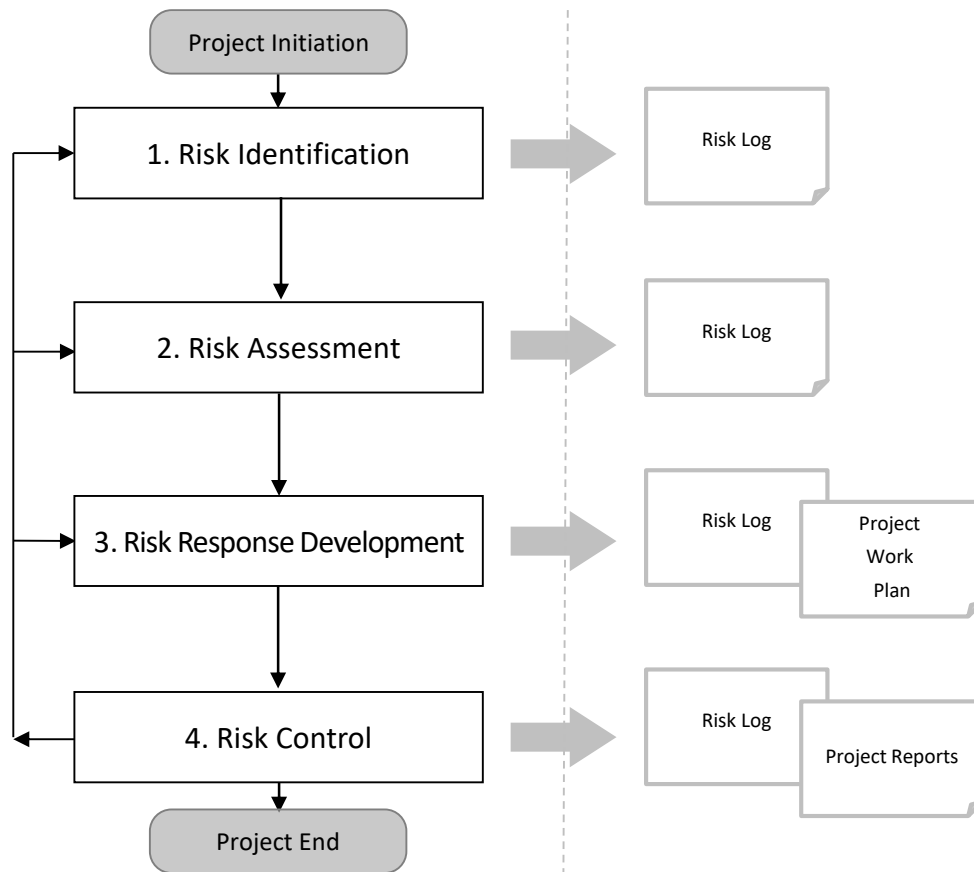 Project Initiation
1. Risk Identification
Risk Log
2. Risk Assessment
Risk Log
3. Risk Response Development
Risk Log
Project
Work
Plan
4. Risk Control
Risk Log
Project Reports
Project End